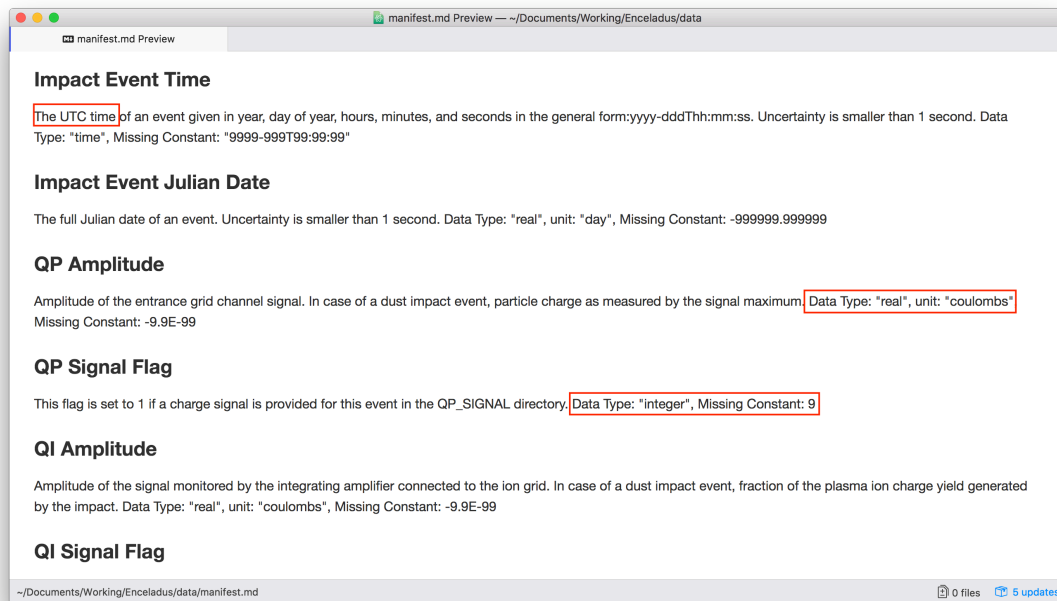 manifest.md Preview — ~/Documents/Working/Enceladus/data
manifest.md Preview
Impact Event Time
The UTC time of an event given in year, day of year, hours, minutes, and seconds in the general form:yyyy-dddThh:mm:ss. Uncertainty is smaller than 1 second. Data
Type: "time", Missing Constant: "9999-999T99:99:99"
Impact Event Julian Date
The full Julian date of an event. Uncertainty is smaller than 1 second. Data Type: "real", unit: "day", Missing Constant: -999999.999999
QP Amplitude
Amplitude of the entrance grid channel signal. In case of a dust impact event, particle charge as measured by the signal maximum. Data Type: "real", unit: "coulombs"
Missing Constant: -9.9E-99
QP Signal Flag
This flag is set to 1 if a charge signal is provided for this event in the QP_SIGNAL directory. Data Type: "integer", Missing Constant: 9
QI Amplitude
Amplitude of the signal monitored by the integrating amplifier connected to the ion grid. In case of a dust impact event, fraction of the plasma ion charge yield generated
by the impact. Data Type: "real", unit: "coulombs", Missing Constant: -9.9E-99
QI Signal Flag
~/Documents/Working/Enceladus/data/manifest.md
0 files
5 updates